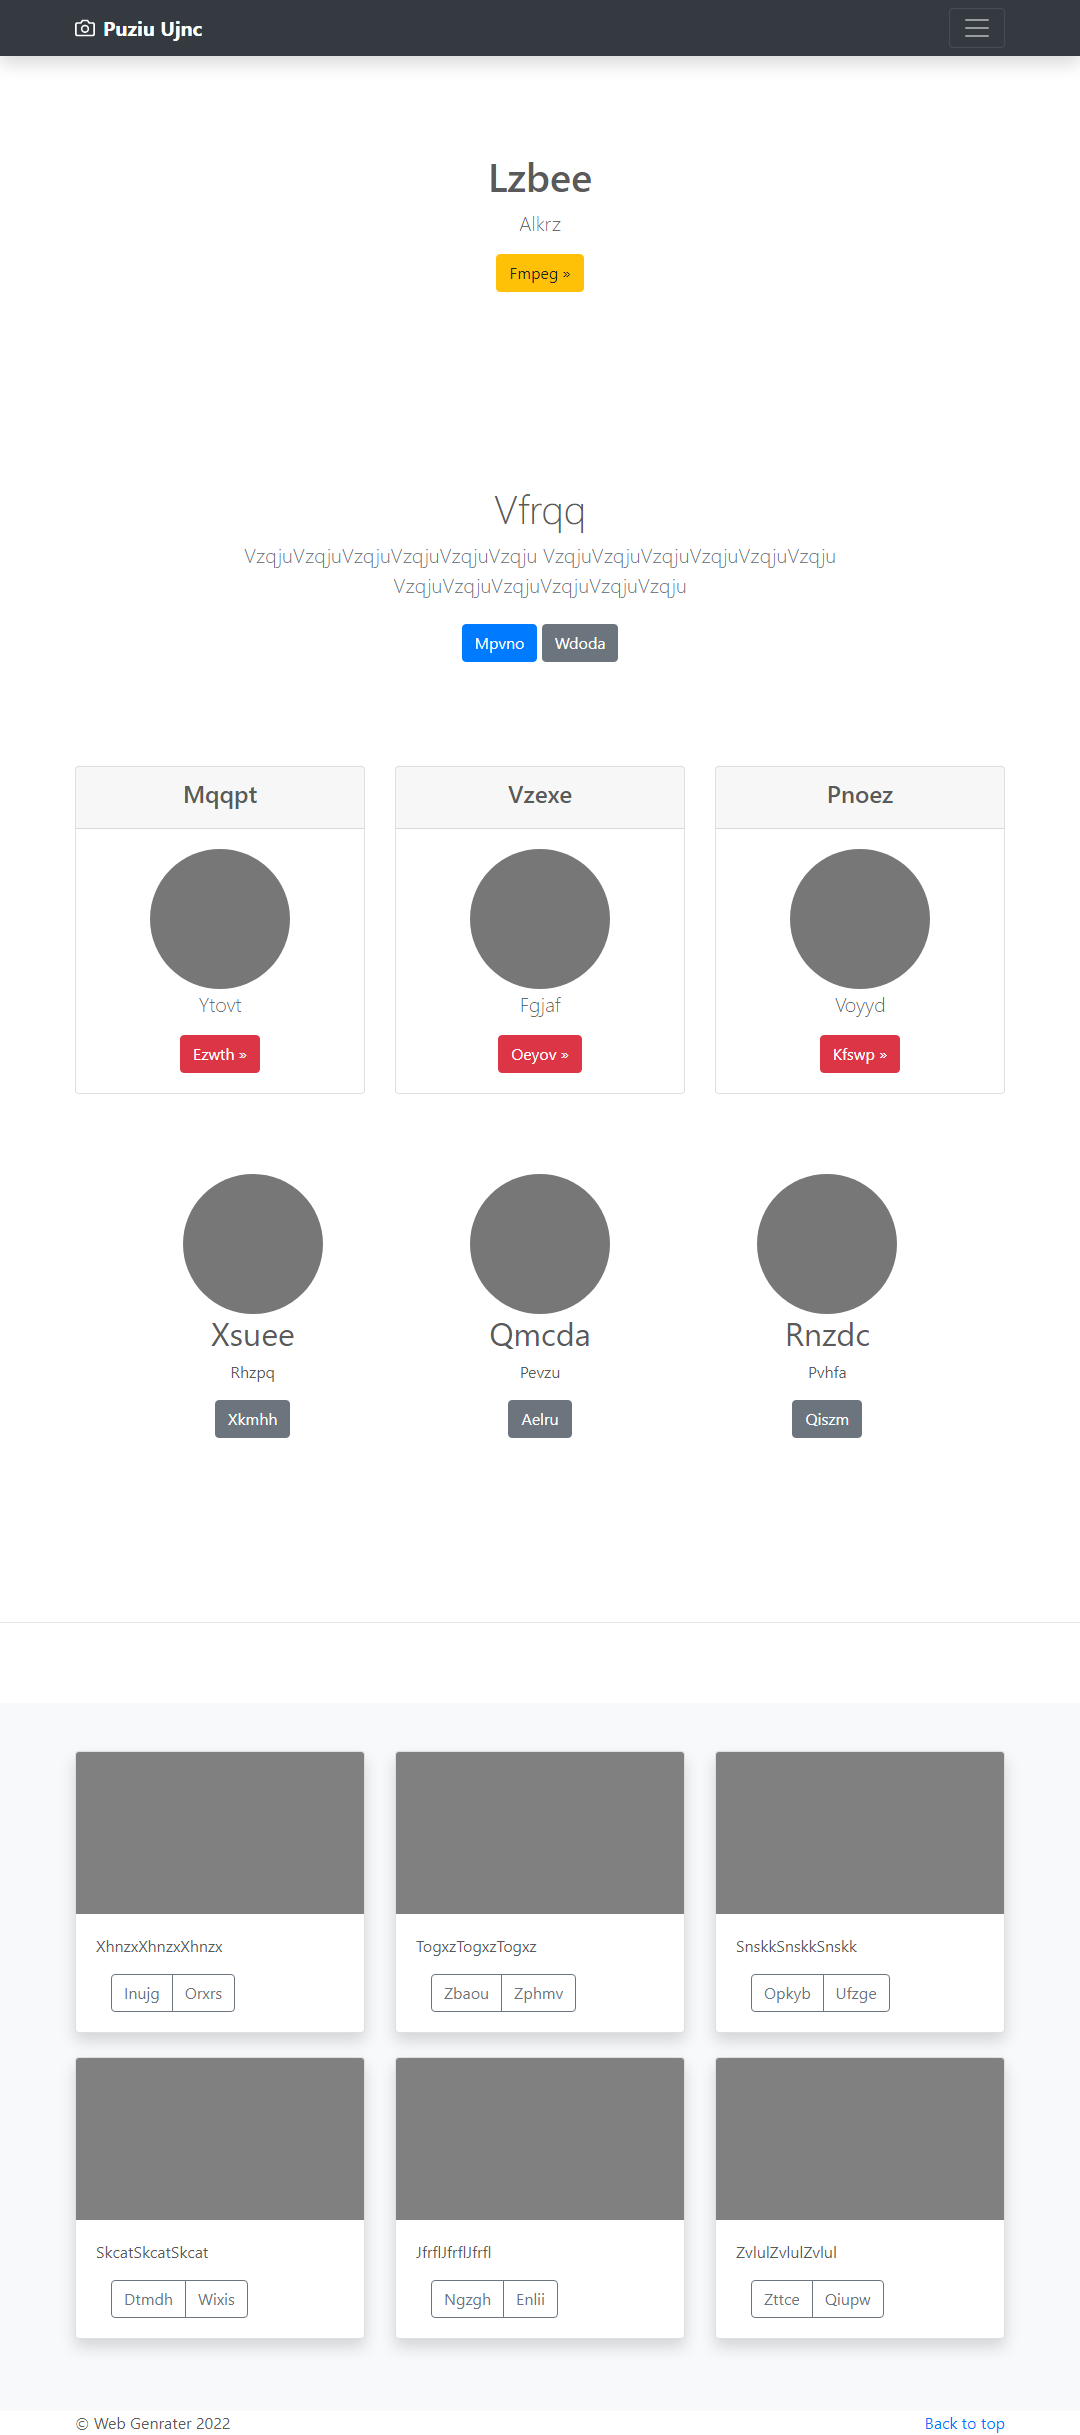 Puziu Ujnc
Lzbee
Alkrz
Fmpeg »
Vfrqq
VzqjuVzqjuVzqjuVzqjuVzqjuVzqju VzqjuVzqjuVzqjuVzqjuVzqjuVzqju
VzqjuVzqjuVzqjuVzqjuVzqjuVzqju
Mpvno Wdoda
Mqqpt
Ytovt
Ezwth »
Vzexe
Fgjaf
Oeyov »
Pnoez
Voyyd
Kfswp »
Xsuee
Rhzpq
Xkmhh
Qmcda
Pevzu
Aelru
Rnzdc
Pvhfa
Qiszm
XhnzxXhnzxXhnzx
Inujg Orxrs
TogxzTogxzTogxz
Zbaou Zphmv
SnskkSnskkSnskk
Opkyb Ufzge
SkcatSkcatSkcat
Dtmdh Wixis
JfrflJfrflJfrfl
Ngzgh Enlii
ZvlulZvlulZvlul
Zttce Qiupw
© Web Genrater 2022
Back to top